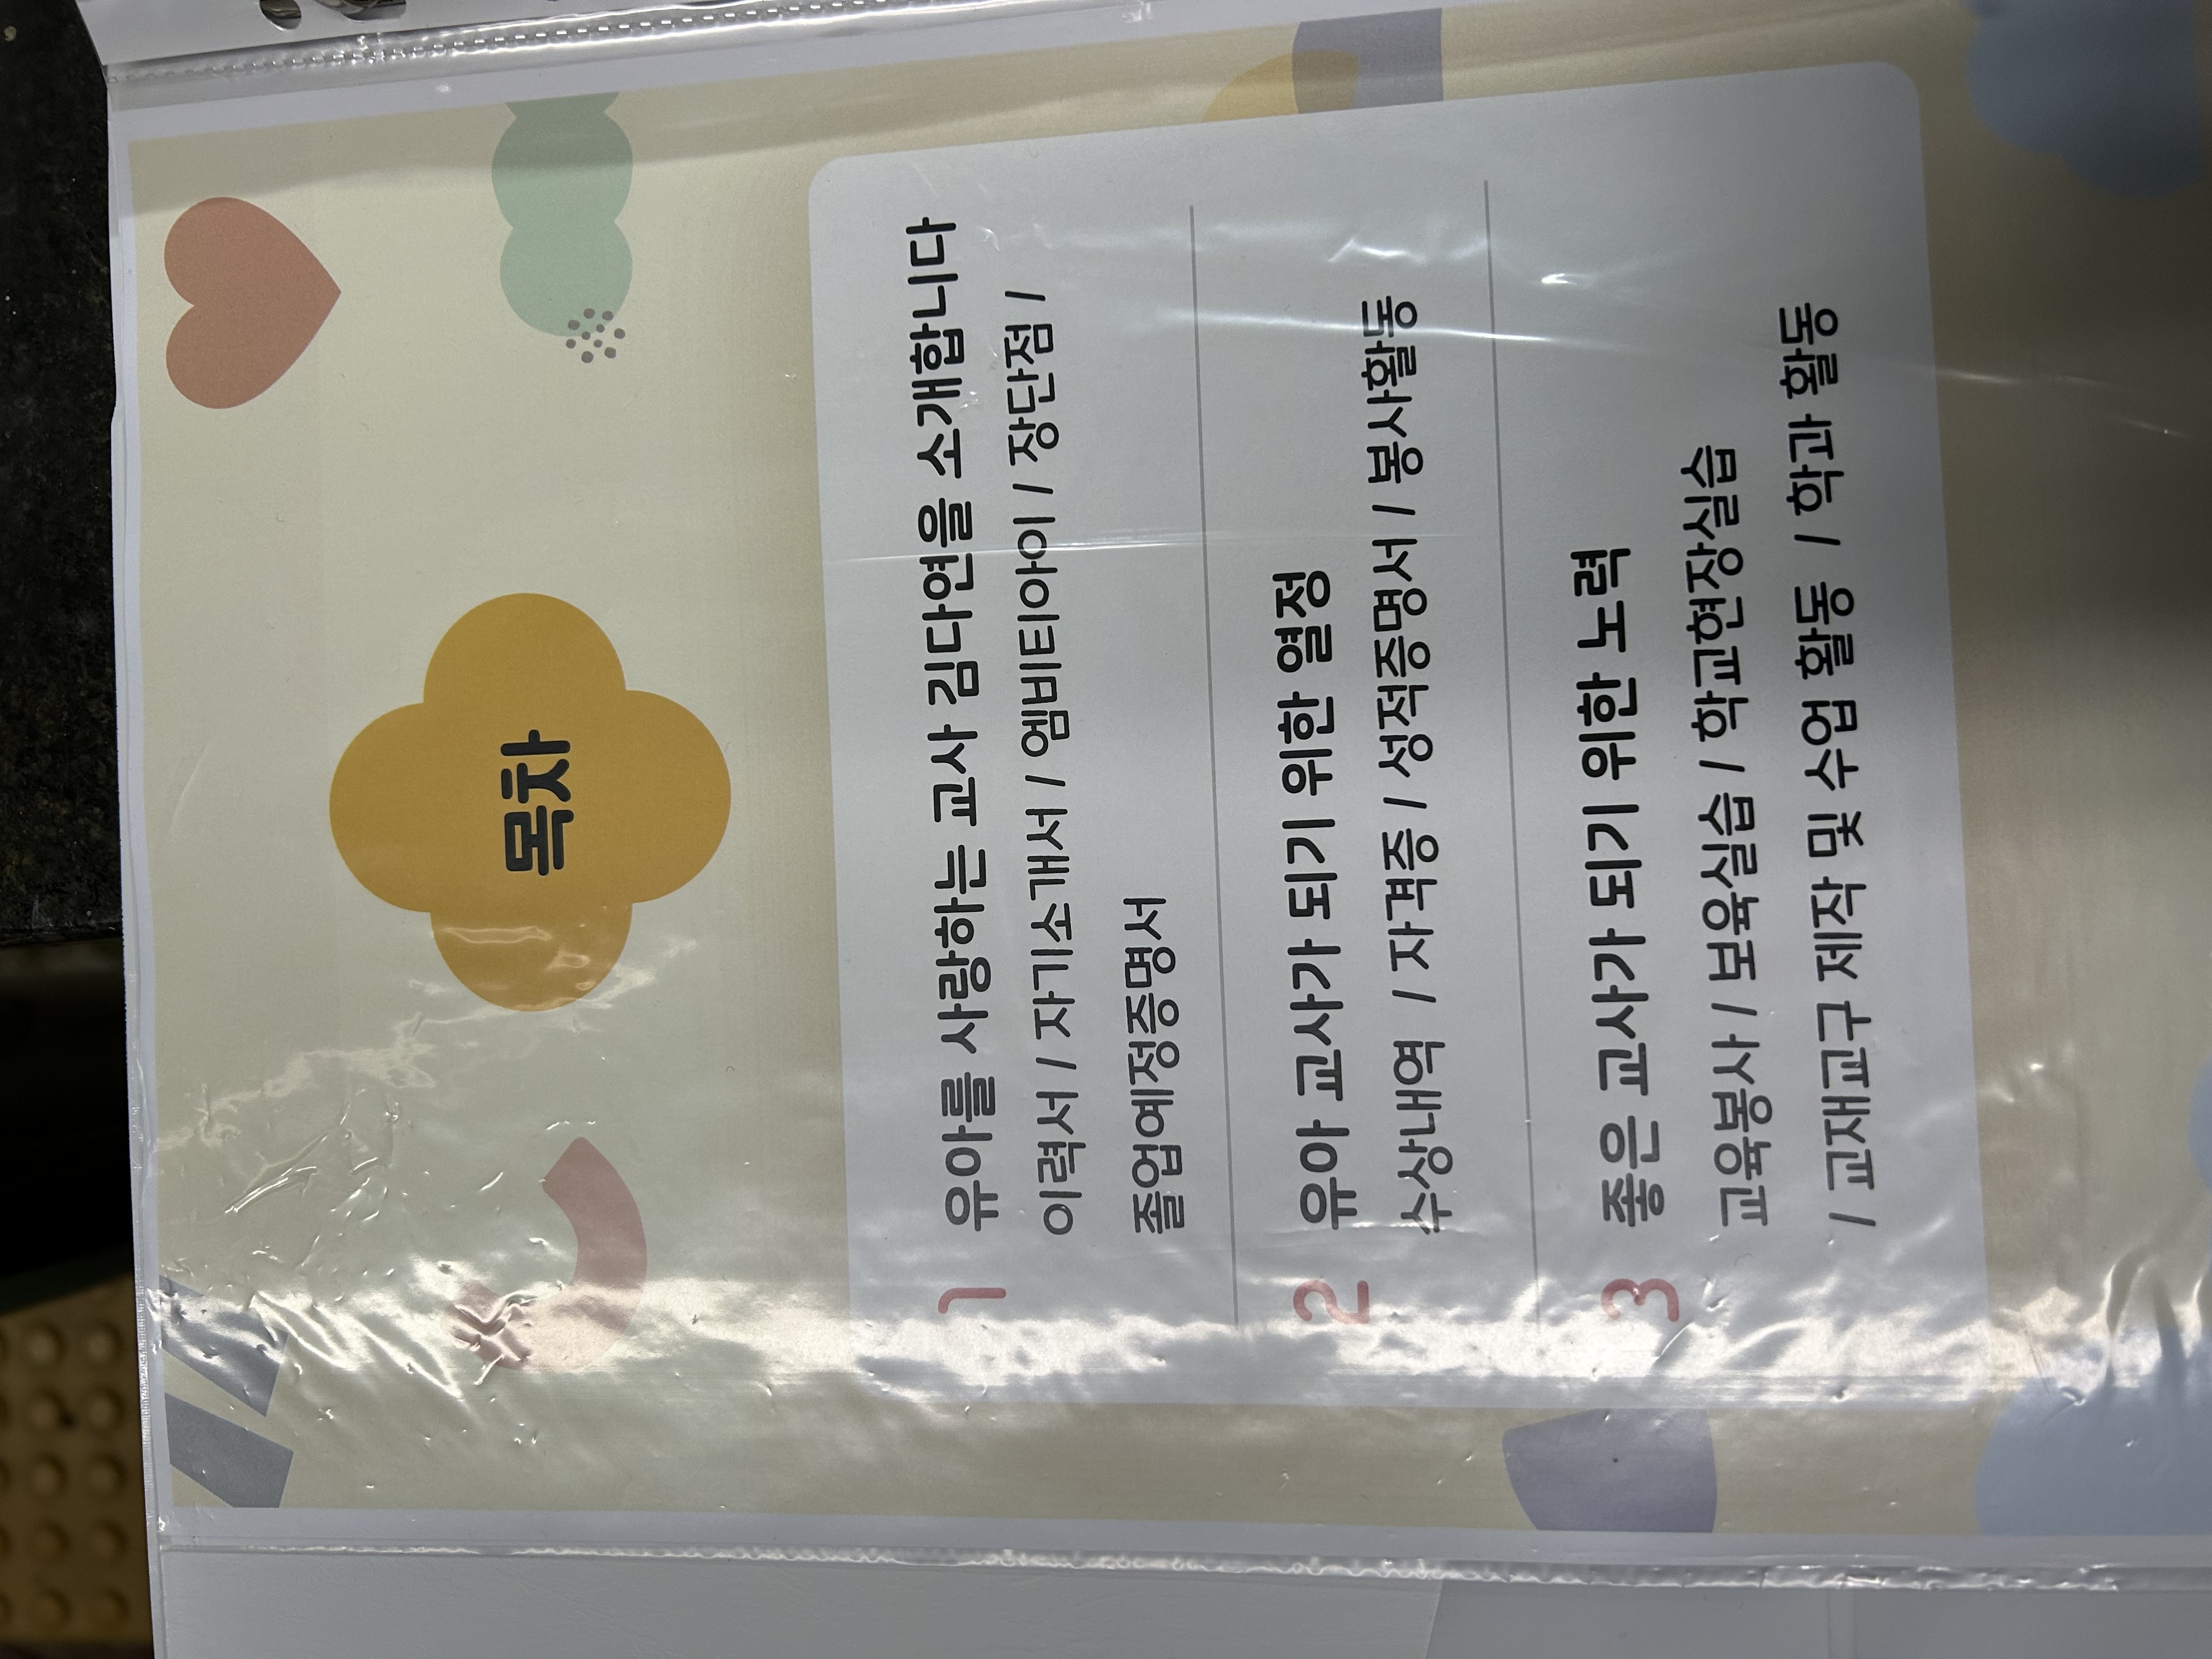 목차
1 유아를 사랑하는 교사 김다연을 소개합니다
이력서 / 자기소개서 / 엠비티아이 / 장단점 /
졸업예정증명서
2 유아 교사가 되기 위한 열정
수상내역 / 자격증 / 성적증명서 / 봉사활동
3 좋은 교사가 되기 위한 노력
교육봉사 / 보육실습 / 학교현장실습
/ 교재교구 제작 및 수업 활동 / 학과 활동